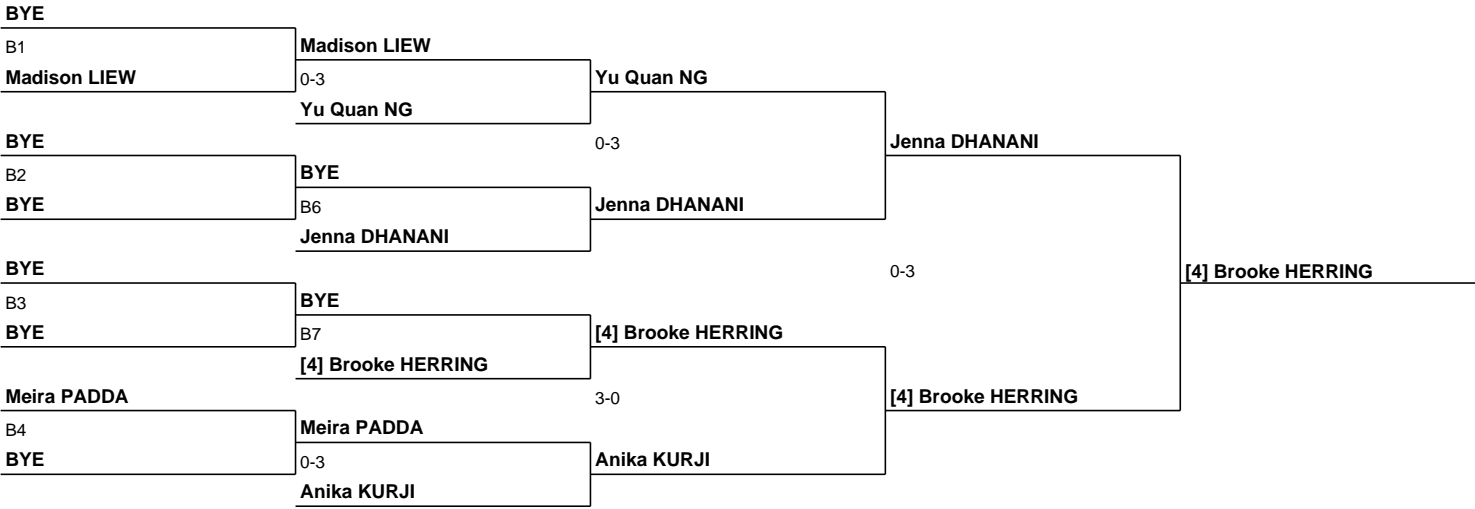 BYE
B1
Madison LIEW
Madison LIEW
0-3
Yu Quan NG
Yu Quan NG
BYE
B2
BYE
BYE
B6
Jenna DHANANI
0-3
Jenna DHANANI
Jenna DHANANI
BYE
B3
BYE
BYE
B7
[4] Brooke HERRING
0-3
[4] Brooke HERRING
[4] Brooke HERRING
Meira PADDA
B4
BYE
Meira PADDA
0-3
Anika KURJI
3-0
Anika KURJI
[4] Brooke HERRING